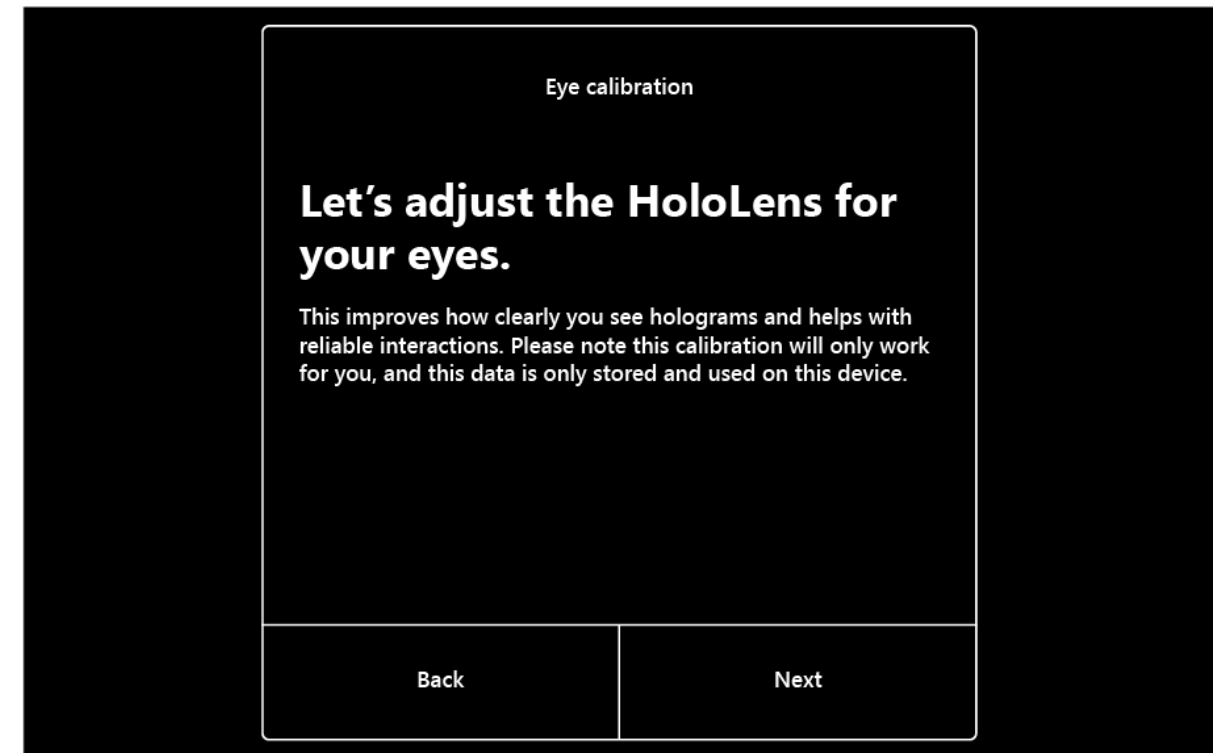 Eye calibration
Let’s adjust the HoloLens for
your eyes.
This improves how clearly you see holograms and helps with
reliable interactions. Please note this calibration will only work
for you, and this data is only stored and used on this device.
Back
Next